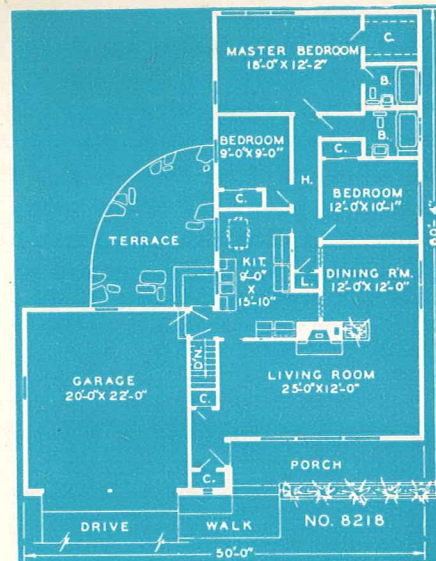 C.
MASTER BEDROOM
18'-0" X 12'-2"
B.
B.
BEDROOM
9'-0" X 9'-0"
C.
H.
C.
BEDROOM
12'-0" X 10'-1"
TERRACE
KIT.
9'-0"
X
15'-10"
L.
DINING R'M.
12'-0" X 12'-0"
D'N.
GARAGE
20'-0" X 22'-0"
LIVING ROOM
25'-0" X 12'-0"
C.
C.
PORCH
DRIVE
WALK
NO. 8218
50'-0"